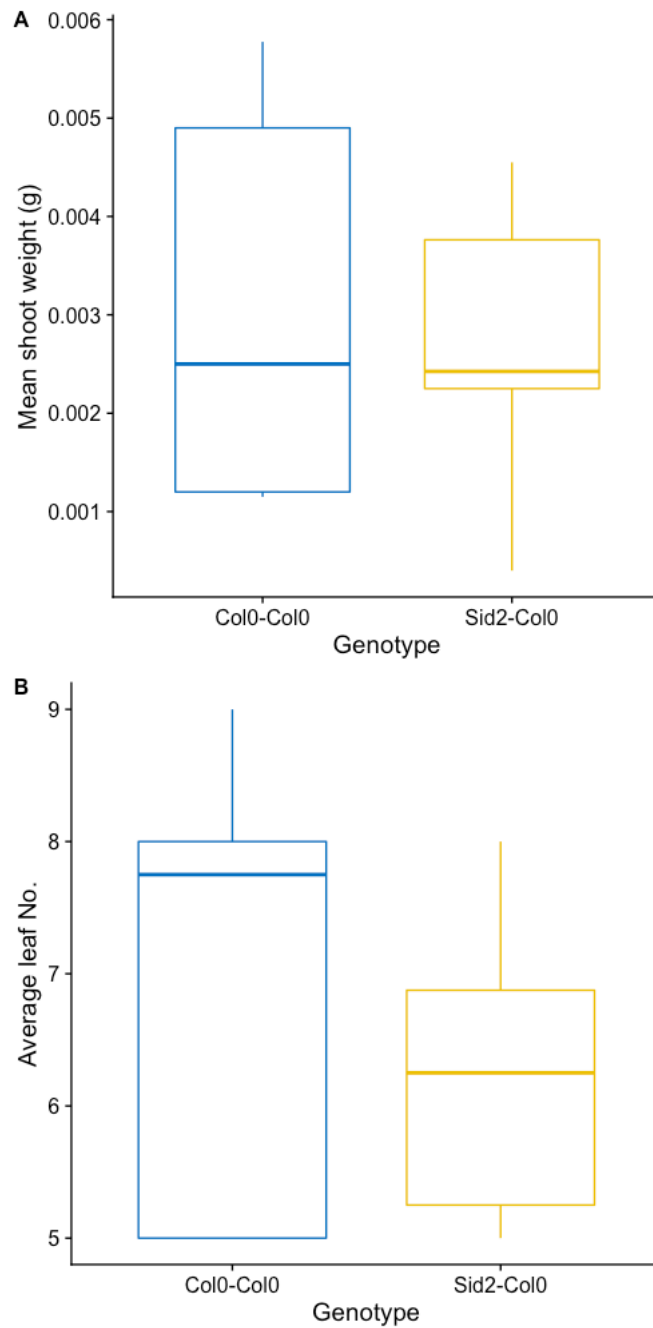 A
Mean shoot weight (g)
0.006
0.005
0.004
0.003
0.002
0.001
Col0-Col0 Sid2-Col0
Genotype
B
Average leaf No.
9
8
7
6
5
Col0-Col0 Sid2-Col0
Genotype